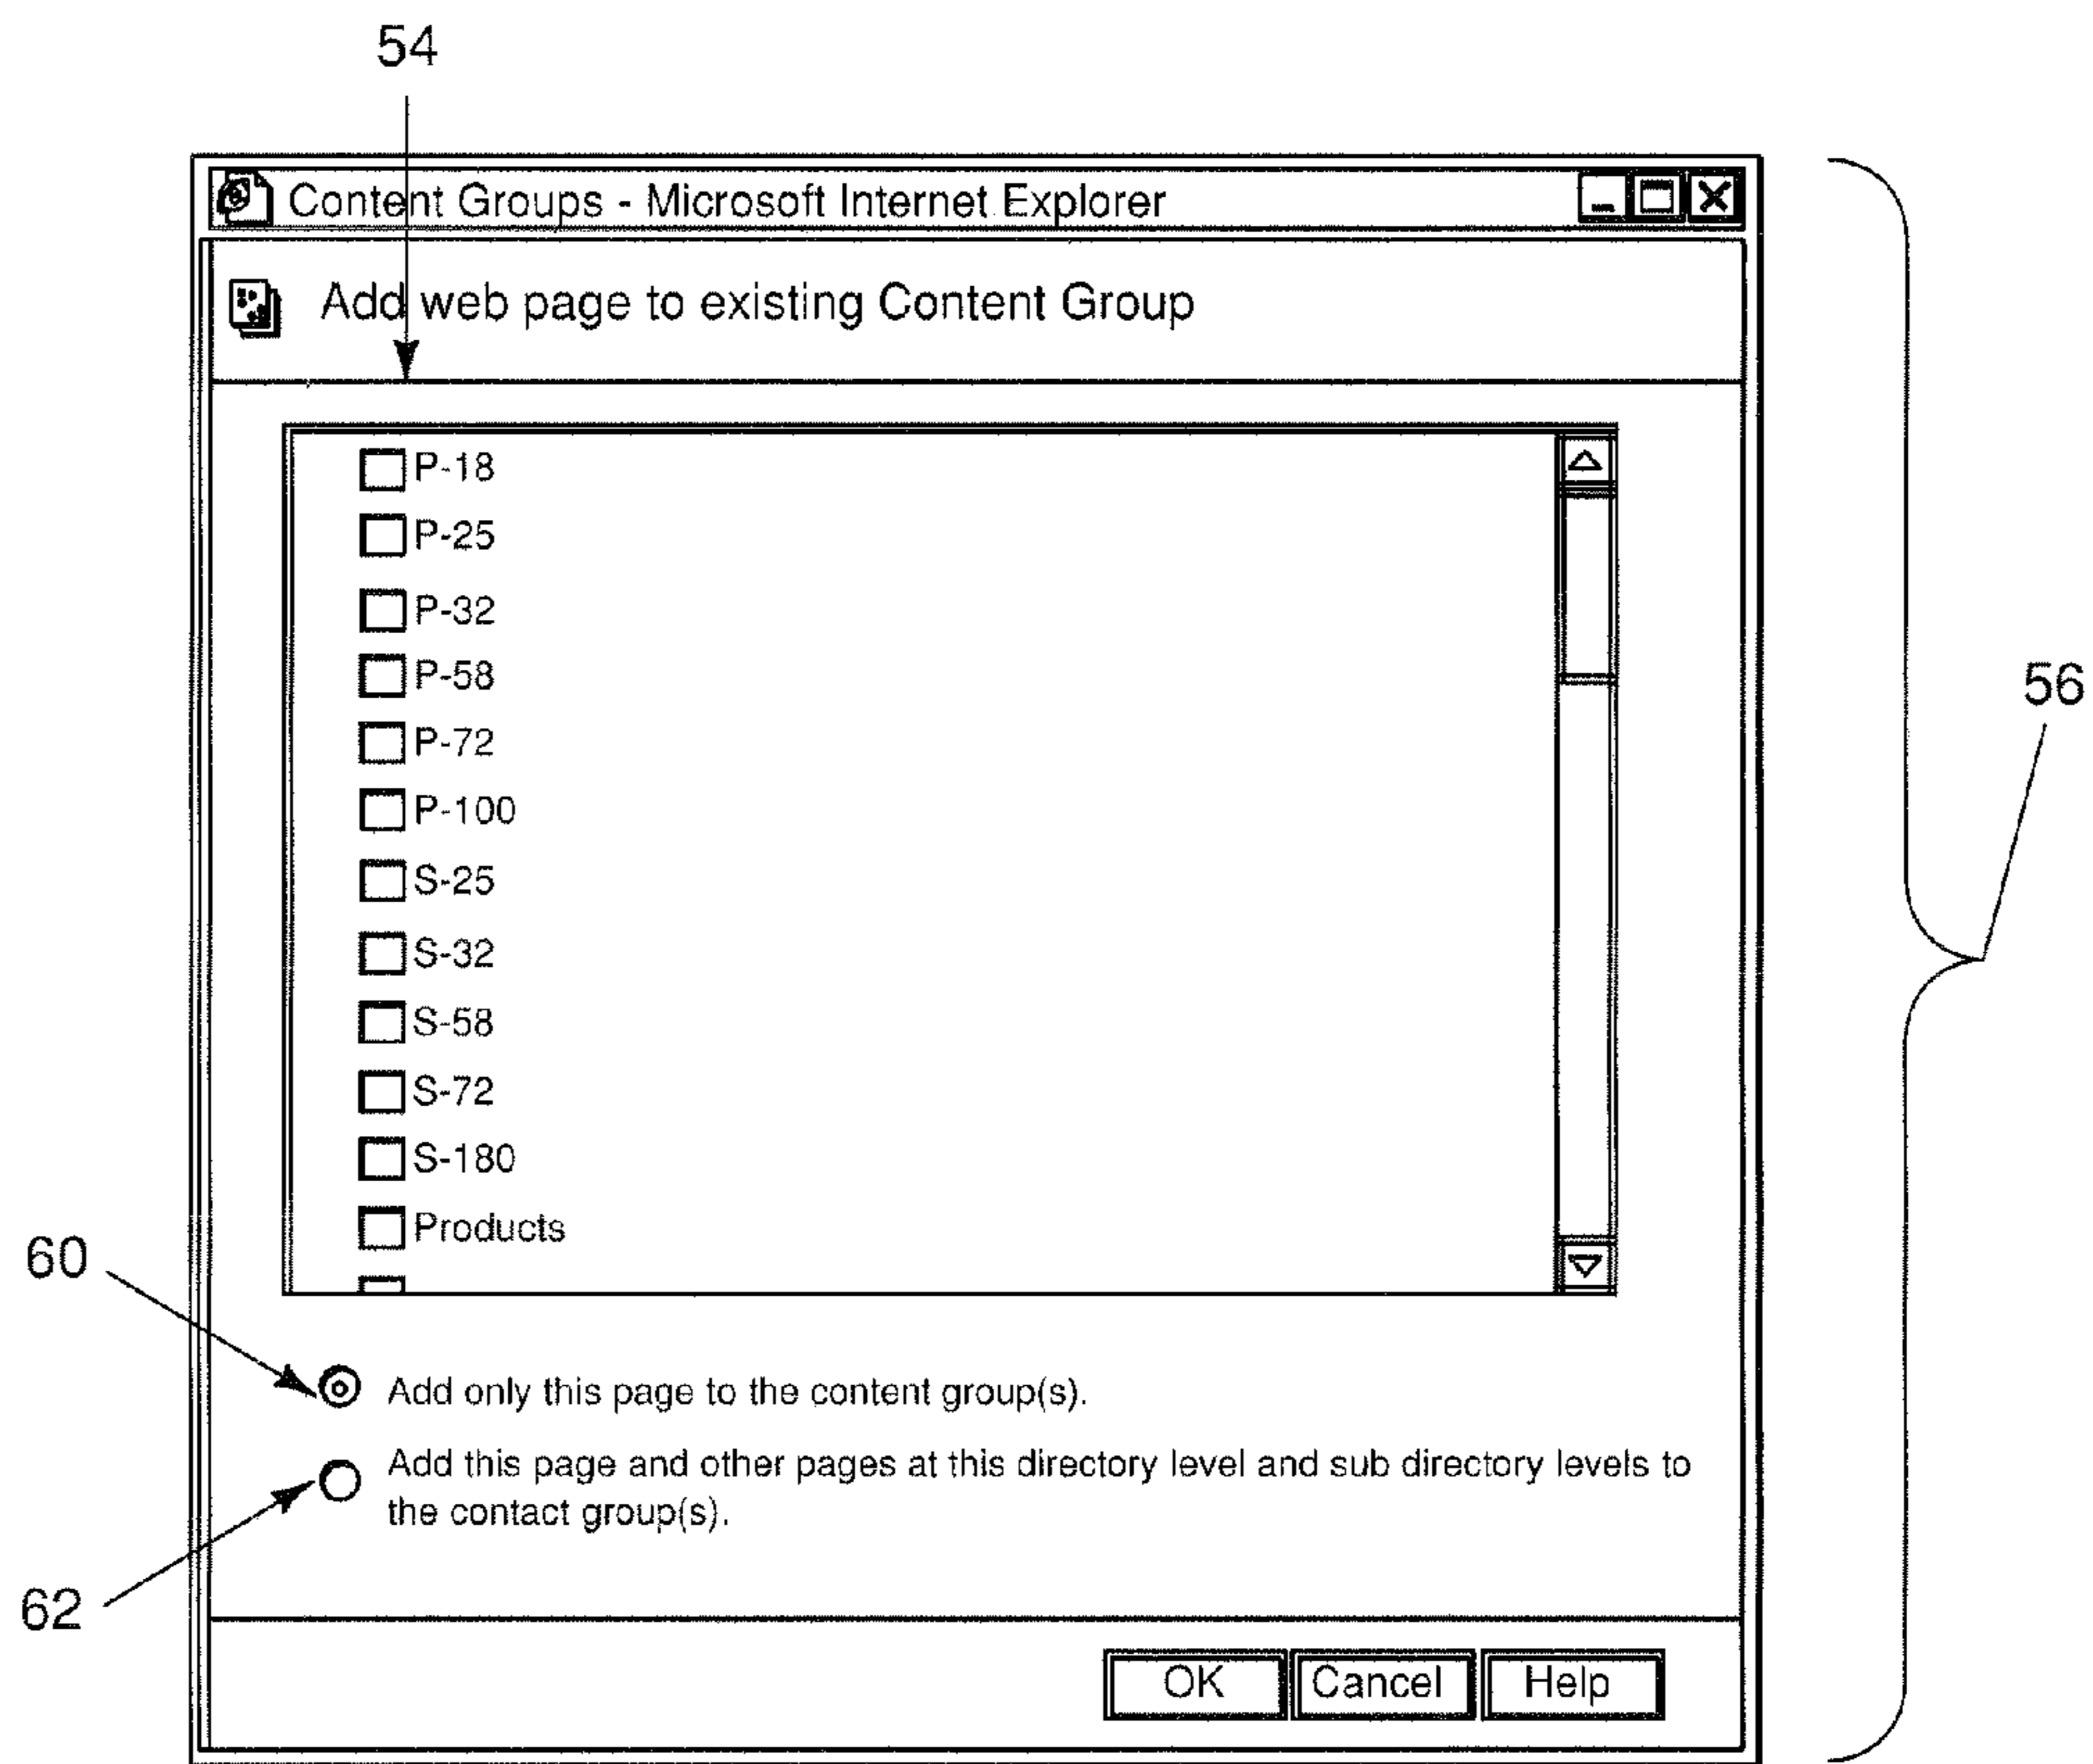 54
Content Groups - Microsoft Internet Explorer
Add web page to existing Content Group
P-18
P-25
P-32
P-58
56
P-72
P-100
S-25
S-32
S-58
S-72
S-180
Products
60
Add only this page to the content group(s).
Add this page and other pages at this directory level and sub directory levels to
the contact group(s).
62
OK Cancel Help